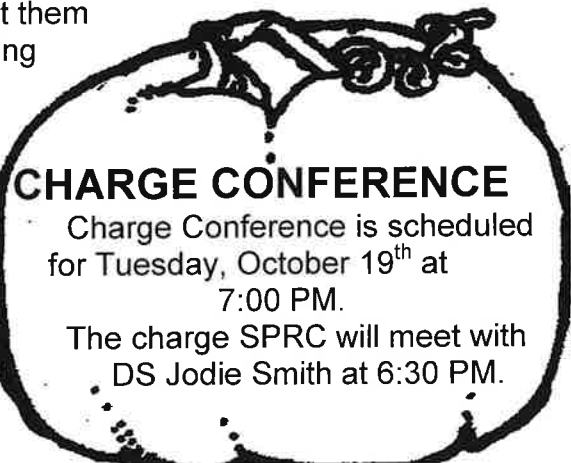 t them
ng
CHARGE CONFERENCE
Charge Conference is scheduled
for Tuesday, October 19th at
7:00 PM.
The charge SPRC will meet with
DS Jodie Smith at 6:30 PM.